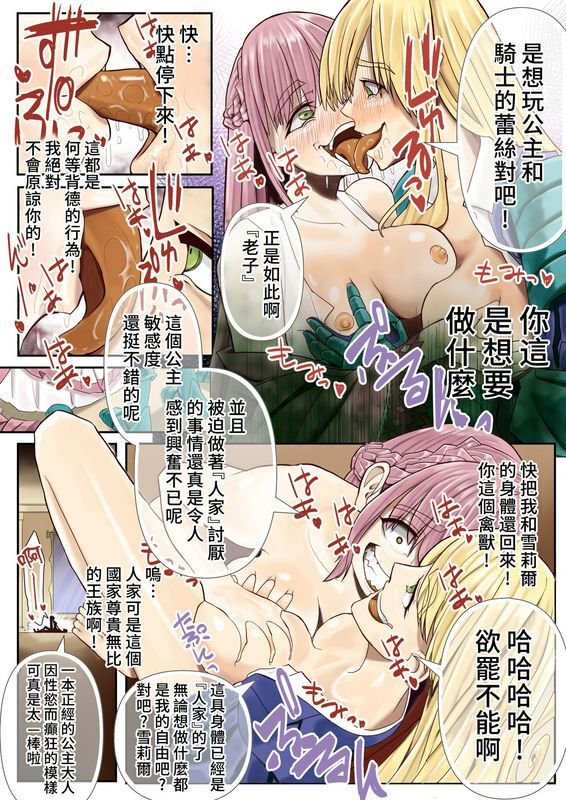 是想玩公主和
騎士的蕾絲對吧！
正是如此啊
『老子』
你這
是想要
做什麼
快…
快點停下來！
這都是
何等背德的行為！
我絕對
不會原諒你的！
這個公主
敏感度
還挺不錯的呢
並且
被迫做著『人家』討厭
的事情還真是令人
感到興奮不已呢
快把我和雪莉爾
的身體還回來！
你這個禽獸！
哈哈哈哈！
欲罷不能啊
嗚…
人家可是這個
國家尊貴無比
的王族啊！
這具身體已經是
『人家』的了
無論想做什麼都
是我的自由吧？
對吧？雪莉爾
一本正經的公主大人
因性慾而癲狂的模樣
可真是太一棒啦
啊!!!